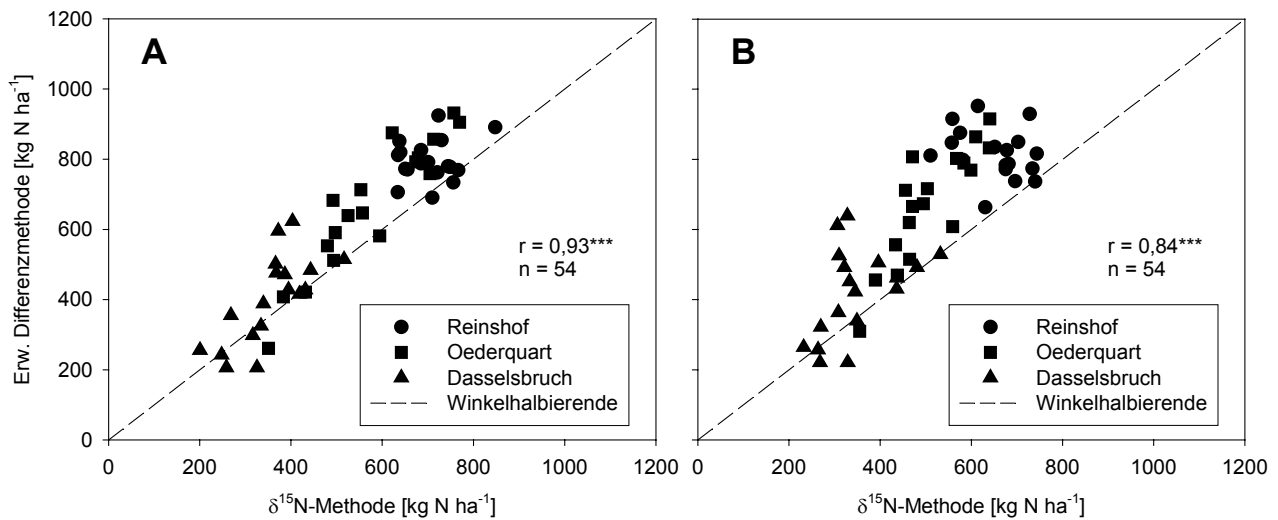 A
B
1200
1000
800
600
400
200
0
Erw. Differenzmethode [kg N ha⁻¹]
r = 0,93***
n = 54
Reinshof
Oederquart
Dasselsbruch
Winkelhalbierende
0 200 400 600 800 1000 1200
δ¹⁵N-Methode [kg N ha⁻¹]
r = 0,84***
n = 54
Reinshof
Oederquart
Dasselsbruch
Winkelhalbierende
0 200 400 600 800 1000 1200
δ¹⁵N-Methode [kg N ha⁻¹]